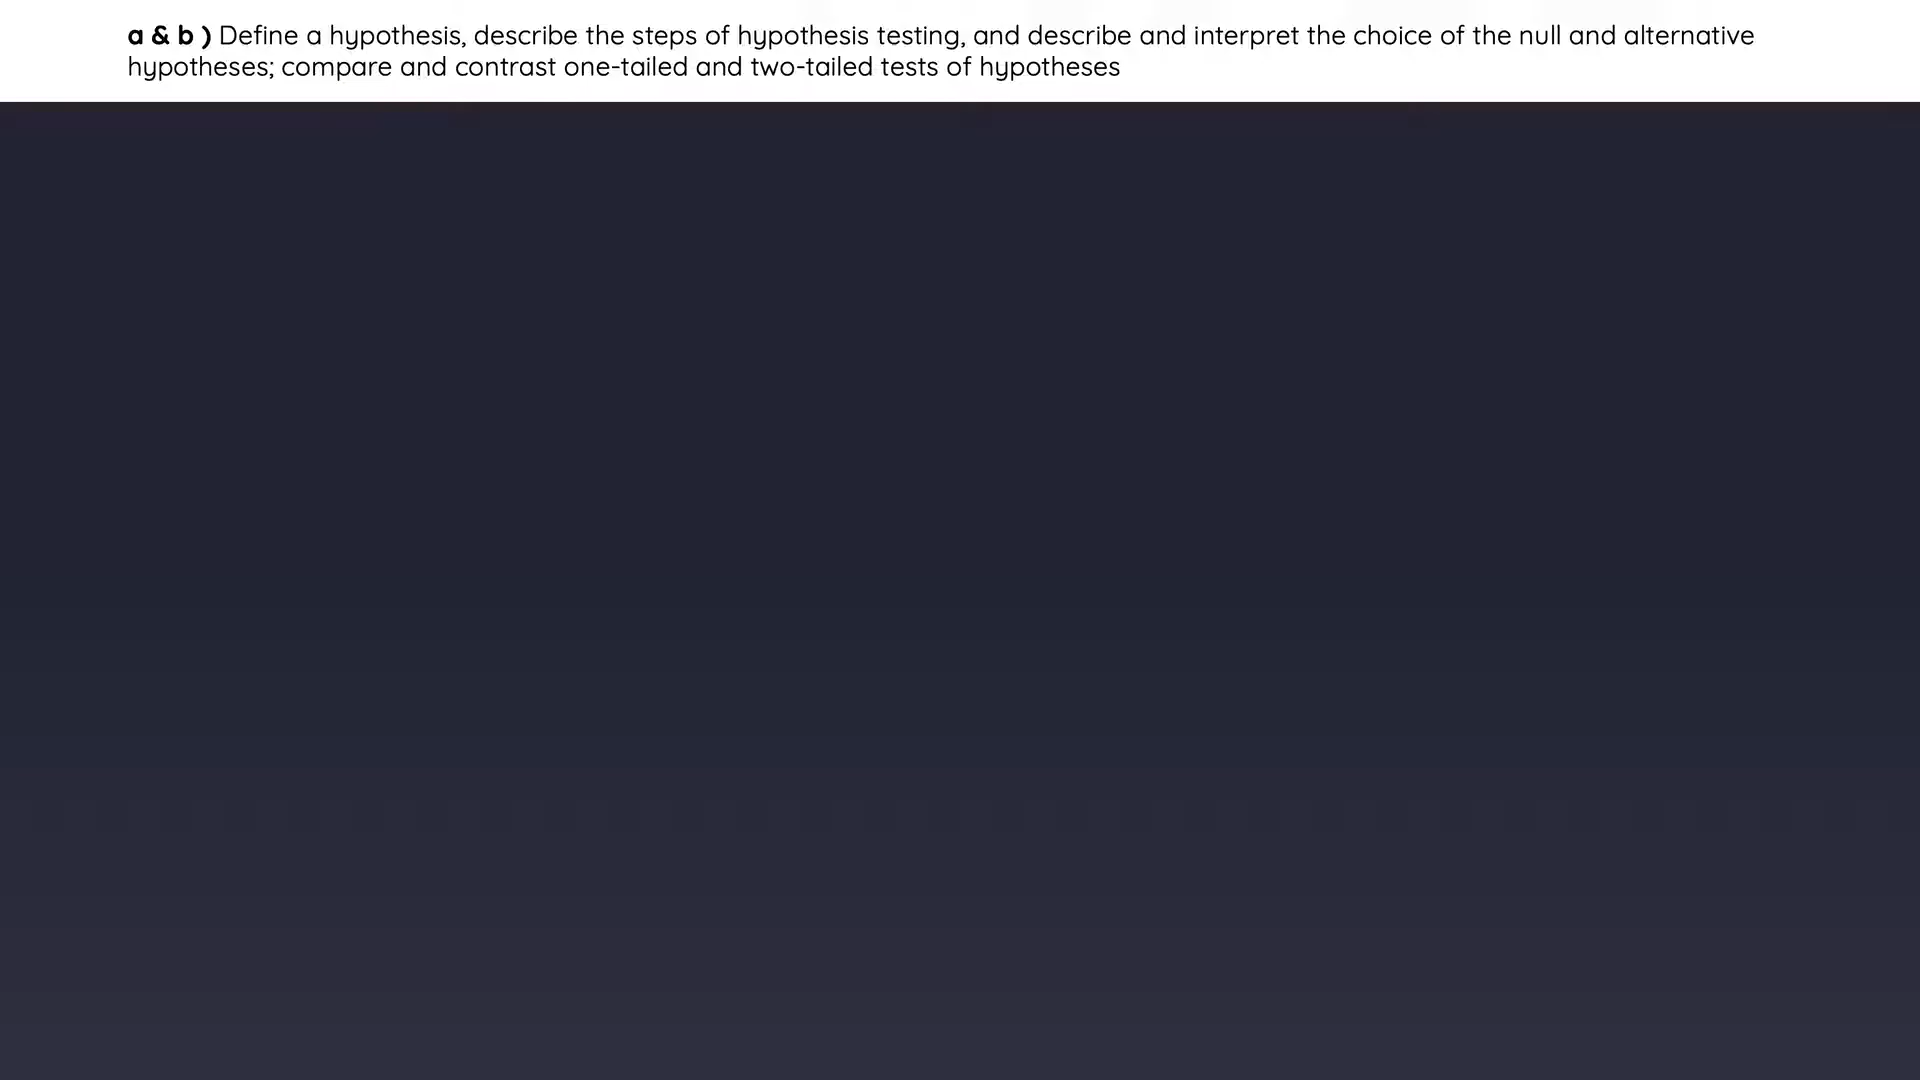 a & b ) Define a hypothesis, describe the steps of hypothesis testing, and describe and interpret the choice of the null and alternative
hypotheses; compare and contrast one-tailed and two-tailed tests of hypotheses